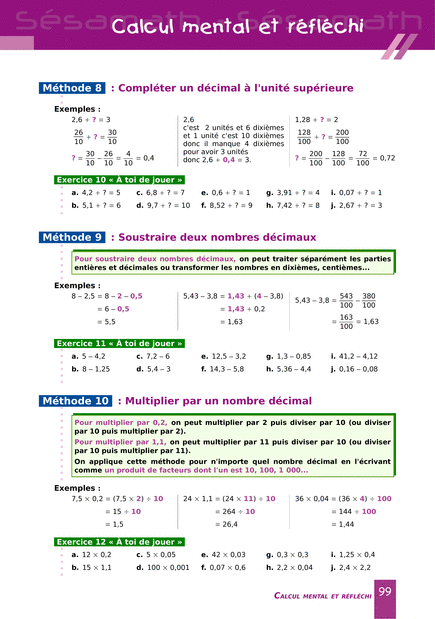 Sésamath - Sésamath
Calcul mental et réfléchi
Méthode 8 : Compléter un décimal à l'unité supérieure
Exemples :
2,6 + ? = 3
26/10 + ? = 30/10
? = 30/10 – 26/10 = 4/10 = 0,4
2,6
c'est 2 unités et 6 dixièmes
et 1 unité c'est 10 dixièmes
donc il manque 4 dixièmes
pour avoir 3 unités
donc 2,6 + 0,4 = 3.
1,28 + ? = 2
128/100 + ? = 200/100
? = 200/100 – 128/100 = 72/100 = 0,72
Exercice 10 « À toi de jouer »
a. 4,2 + ? = 5 c. 6,8 + ? = 7 e. 0,6 + ? = 1 g. 3,91 + ? = 4 i. 0,07 + ? = 1
b. 5,1 + ? = 6 d. 9,7 + ? = 10 f. 8,52 + ? = 9 h. 7,42 + ? = 8 j. 2,67 + ? = 3
Méthode 9 : Soustraire deux nombres décimaux
Pour soustraire deux nombres décimaux, on peut traiter séparément les parties
entières et décimales ou transformer les nombres en dixièmes, centièmes...
Exemples :
8 – 2,5 = 8 – 2 – 0,5
= 6 – 0,5
= 5,5
5,43 – 3,8 = 1,43 + (4 – 3,8)
= 1,43 + 0,2
= 1,63
5,43 – 3,8 = 543/100 – 380/100
= 163/100 = 1,63
Exercice 11 « À toi de jouer »
a. 5 – 4,2 c. 7,2 – 6 e. 12,5 – 3,2 g. 1,3 – 0,85 i. 41,2 – 4,12
b. 8 – 1,25 d. 5,4 – 3 f. 14,3 – 5,8 h. 5,36 – 4,4 j. 0,16 – 0,08
Méthode 10 : Multiplier par un nombre décimal
Pour multiplier par 0,2, on peut multiplier par 2 puis diviser par 10 (ou diviser
par 10 puis multiplier par 2).
Pour multiplier par 1,1, on peut multiplier par 11 puis diviser par 10 (ou diviser
par 10 puis multiplier par 11).
On applique cette méthode pour n'importe quel nombre décimal en l'écrivant
comme un produit de facteurs dont l'un est 10, 100, 1 000...
Exemples :
7,5 × 0,2 = (7,5 × 2) ÷ 10
= 15 ÷ 10
= 1,5
24 × 1,1 = (24 × 11) ÷ 10
= 264 ÷ 10
= 26,4
36 × 0,04 = (36 × 4) ÷ 100
= 144 ÷ 100
= 1,44
Exercice 12 « À toi de jouer »
a. 12 × 0,2 c. 5 × 0,05 e. 42 × 0,03 g. 0,3 × 0,3 i. 1,25 × 0,4
b. 15 × 1,1 d. 100 × 0,001 f. 0,07 × 0,6 h. 2,2 × 0,04 j. 2,4 × 2,2
CALCUL MENTAL ET RÉFLÉCHI 99